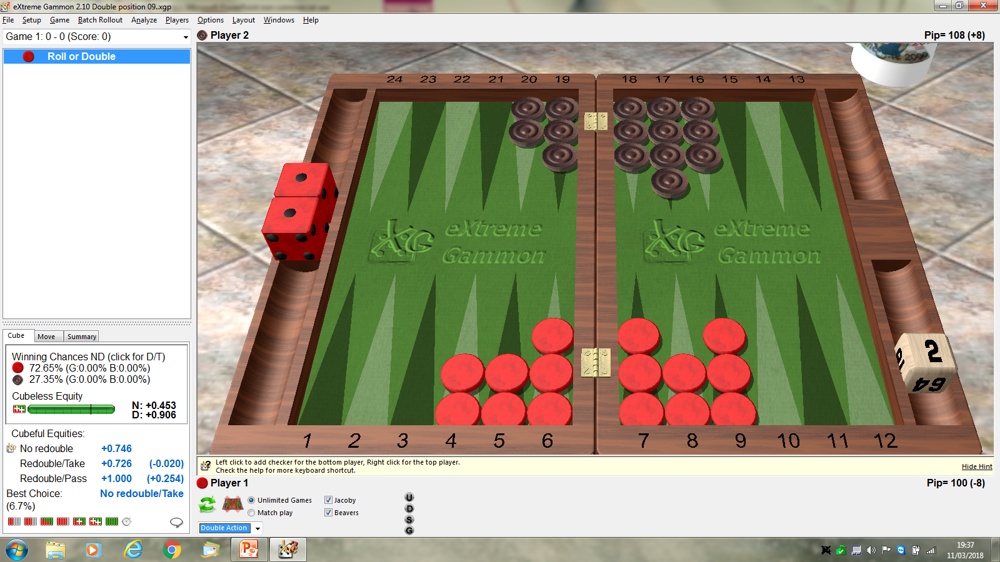 eXtreme Gammon 2.10 Double position 09..xgp
File Setup Game Batch Rollout Analyze Players Options Layout Windows Help
Game 1: 0 - 0 (Score: 0)
Player 2
Pip= 108 (+8)
Roll or Double
24 23 22 21 20 19 18 17 16 15 14 13
eXtreme Gammon
eXtreme Gammon
XG
XG
2
64
1 2 3 4 5 6 7 8 9 10 11 12
Cube Move Summary
Winning Chances ND (click for D/T)
72.65% (G:0.00% B:0.00%)
27.35% (G:0.00% B:0.00%)
Cubeless Equity
N: +0.453
D: +0.906
Cubeful Equities:
No redouble +0.746
Redouble/Take +0.726 (-0.020)
Redouble/Pass +1.000 (+0.254)
Best Choice: No redouble/Take
(6.7%)
Left click to add checker for the bottom player, Right click for the top player.
Check the help for more keyboard shortcut.
Hide Hint
Player 1
Pip= 100 (-8)
Unlimited Games
Match play
Jacoby
Beavers
U
D
S
G
Double Action
19:37
11/03/2018